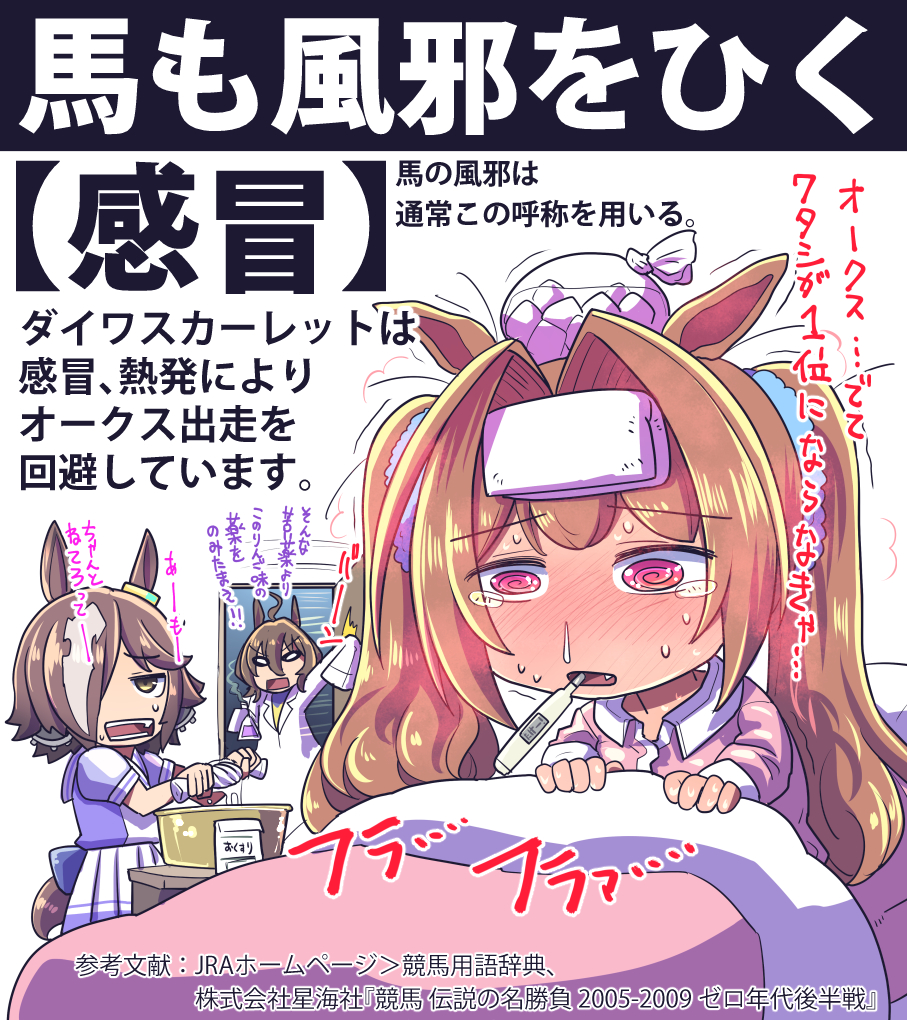 馬も風邪をひく
【感冒】
馬の風邪は
通常この呼称を用いる。
ダイワスカーレットは
感冒、熱発により
オークス出走を
回避しています。
オークス…でて
ワタシが1位にならなきゃ…
そんな
苦い薬より
このりんご味の
薬を
のみたまえ!!
バーン
あーもー
ちゃんと
ねてろってー
おくすり
フラ…
フラァ…
参考文献：JRAホームページ＞競馬用語辞典、
株式会社星海社『競馬 伝説の名勝負 2005-2009 ゼロ年代後半戦』